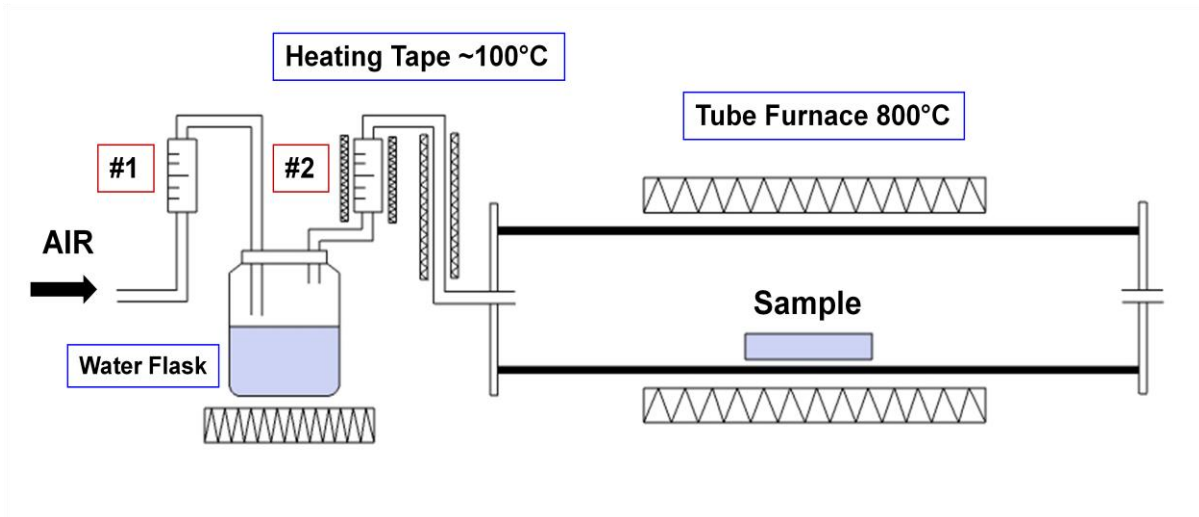 Heating Tape ~100°C
Tube Furnace 800°C
#1
#2
AIR
Sample
Water Flask